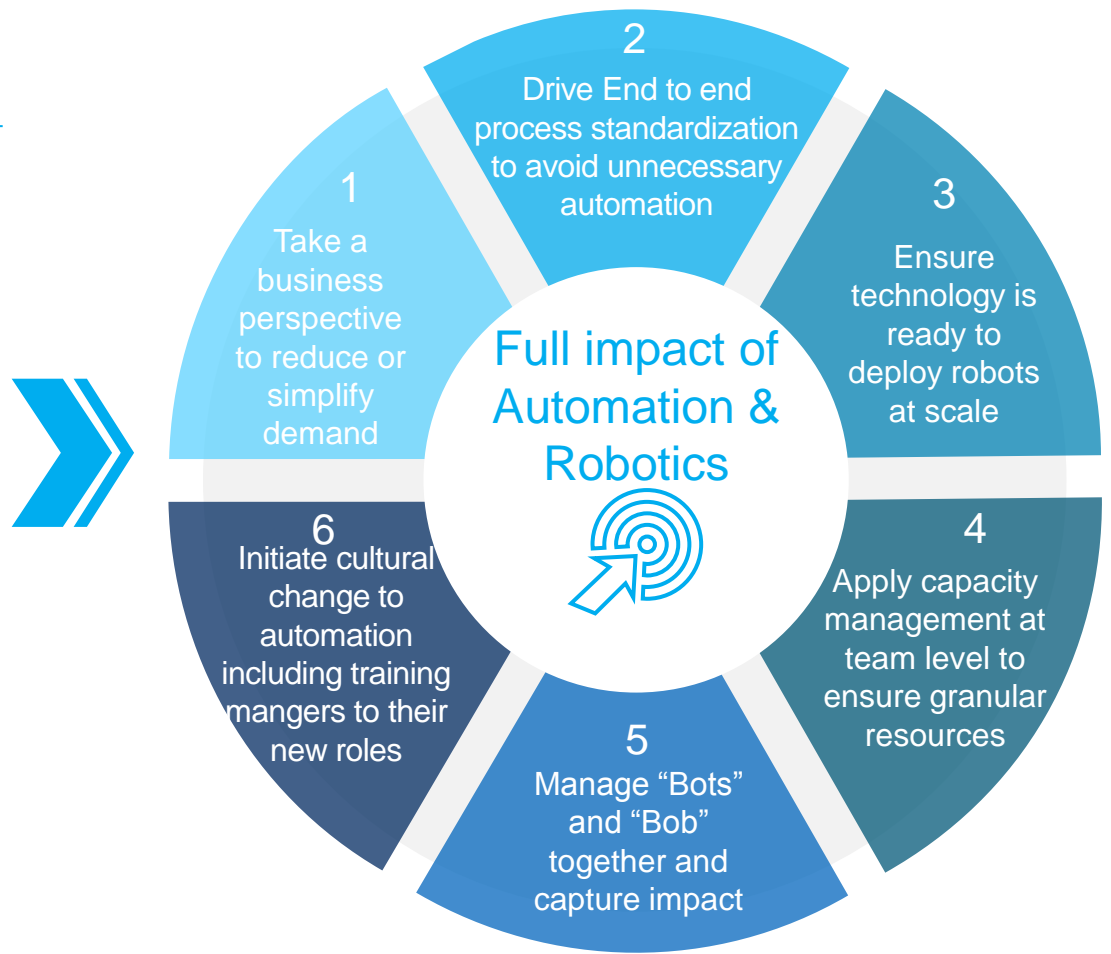 Full impact of
Automation &
Robotics
1
Take a
business
perspective
to reduce or
simplify
demand
2
Drive End to end
process standardization
to avoid unnecessary
automation
3
Ensure
technology is
ready to
deploy robots
at scale
4
Apply capacity
management at
team level to
ensure granular
resources
5
Manage “Bots”
and “Bob”
together and
capture impact
6
Initiate cultural
change to
automation
including training
mangers to their
new roles